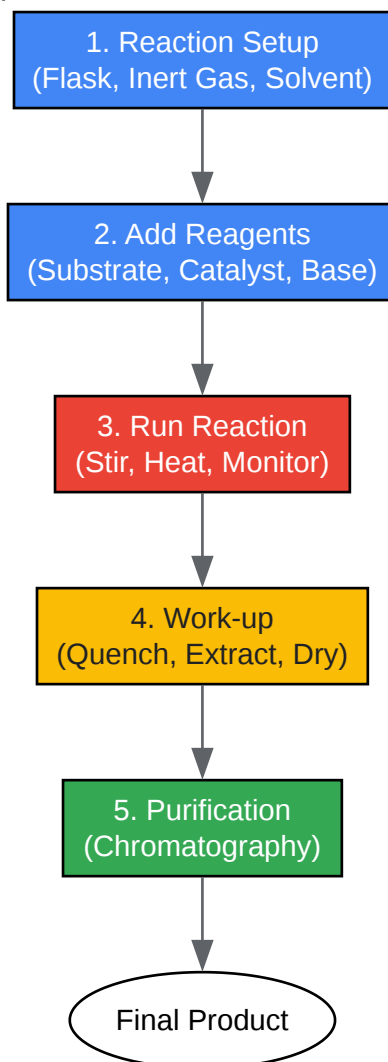 1. Reaction Setup
(Flask, Inert Gas, Solvent)
2. Add Reagents
(Substrate, Catalyst, Base)
3. Run Reaction
(Stir, Heat, Monitor)
4. Work-up
(Quench, Extract, Dry)
5. Purification
(Chromatography)
Final Product